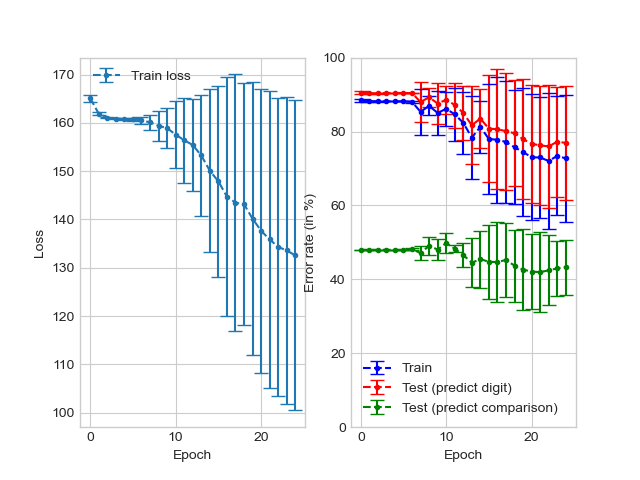 Train loss
170
160
150
140
130
120
110
100
0
10
20
Epoch
Loss
100
80
60
40
20
0
Train
Test (predict digit)
Test (predict comparison)
0
10
20
Epoch
Error rate (in %)